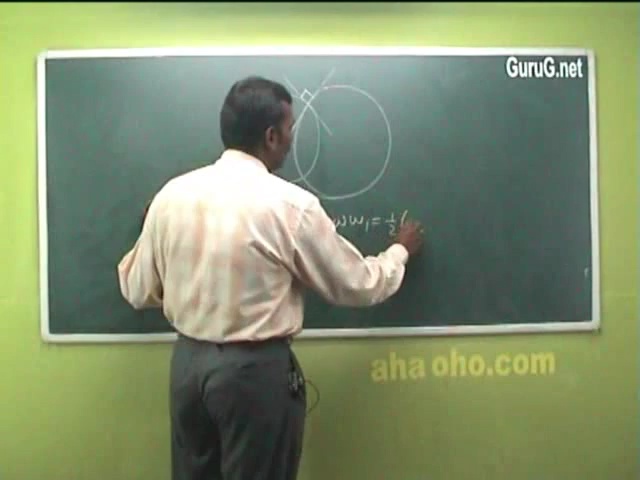 GuruG.net
ww₁ = 1/2 (
aha oho.com